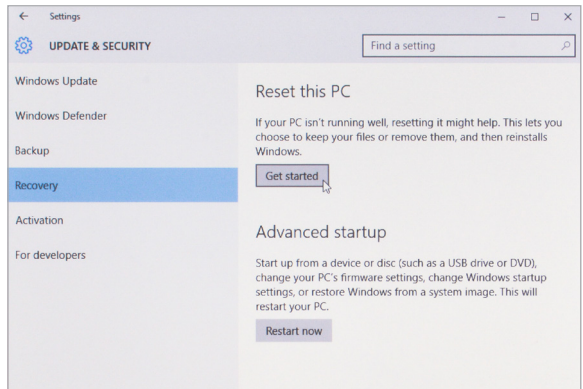 Settings
UPDATE & SECURITY
Find a setting
Windows Update
Windows Defender
Backup
Recovery
Activation
For developers
Reset this PC
If your PC isn't running well, resetting it might help. This lets you
choose to keep your files or remove them, and then reinstalls
Windows.
Get started
Advanced startup
Start up from a device or disc (such as a USB drive or DVD),
change your PC's firmware settings, change Windows startup
settings, or restore Windows from a system image. This will
restart your PC.
Restart now